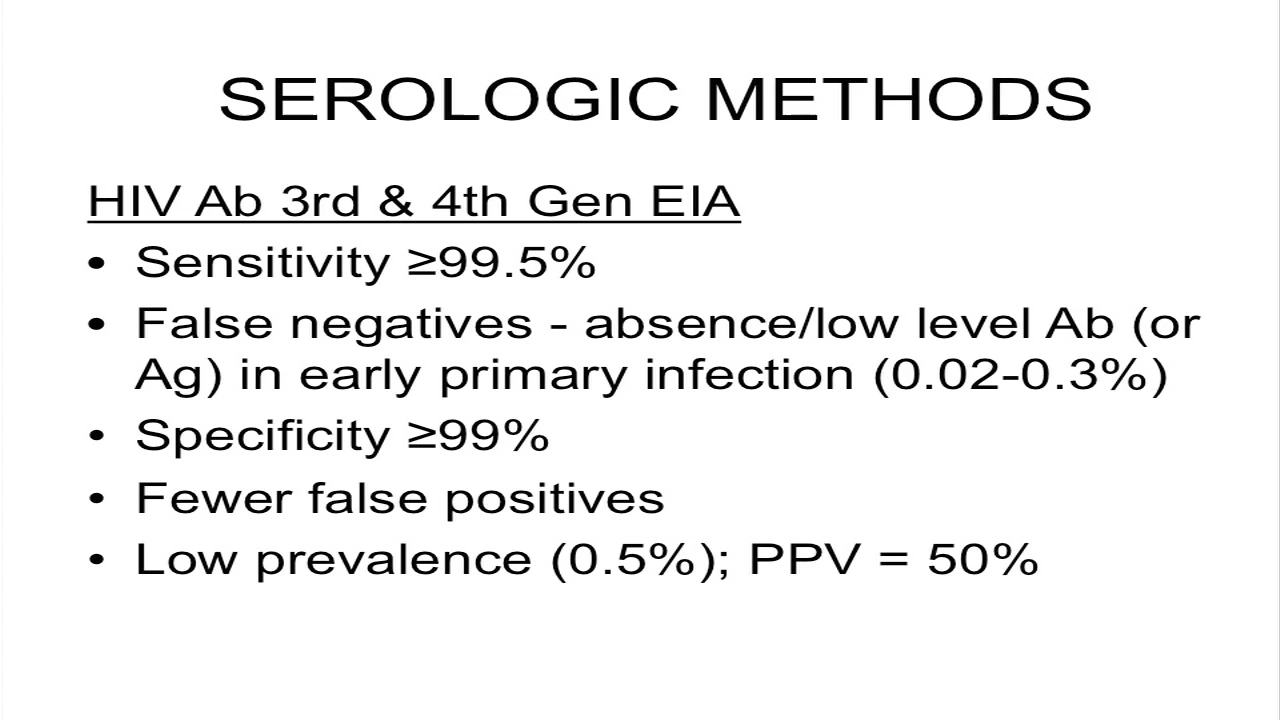 SEROLOGIC METHODS
HIV Ab 3rd & 4th Gen EIA
• Sensitivity ≥99.5%
• False negatives - absence/low level Ab (or
Ag) in early primary infection (0.02-0.3%)
• Specificity ≥99%
• Fewer false positives
• Low prevalence (0.5%); PPV = 50%